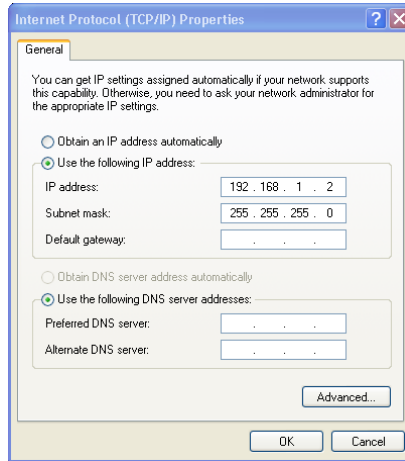 Internet Protocol (TCP/IP) Properties
General
You can get IP settings assigned automatically if your network supports
this capability. Otherwise, you need to ask your network administrator for
the appropriate IP settings.
Obtain an IP address automatically
Use the following IP address:
IP address: 192 . 168 . 1 . 2
Subnet mask: 255 . 255 . 255 . 0
Default gateway: . . .
Obtain DNS server address automatically
Use the following DNS server addresses:
Preferred DNS server: . . .
Alternate DNS server: . . .
Advanced...
OK Cancel